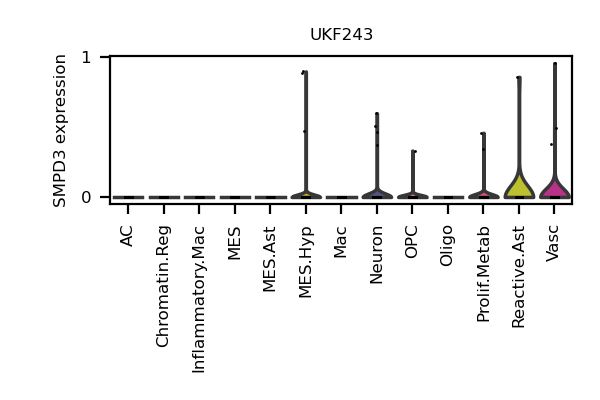 UKF243
SMPD3 expression
1
0
AC
Chromatin.Reg
Inflammatory.Mac
MES
MES.Ast
MES.Hyp
Mac
Neuron
OPC
Oligo
Prolif.Metab
Reactive.Ast
Vasc